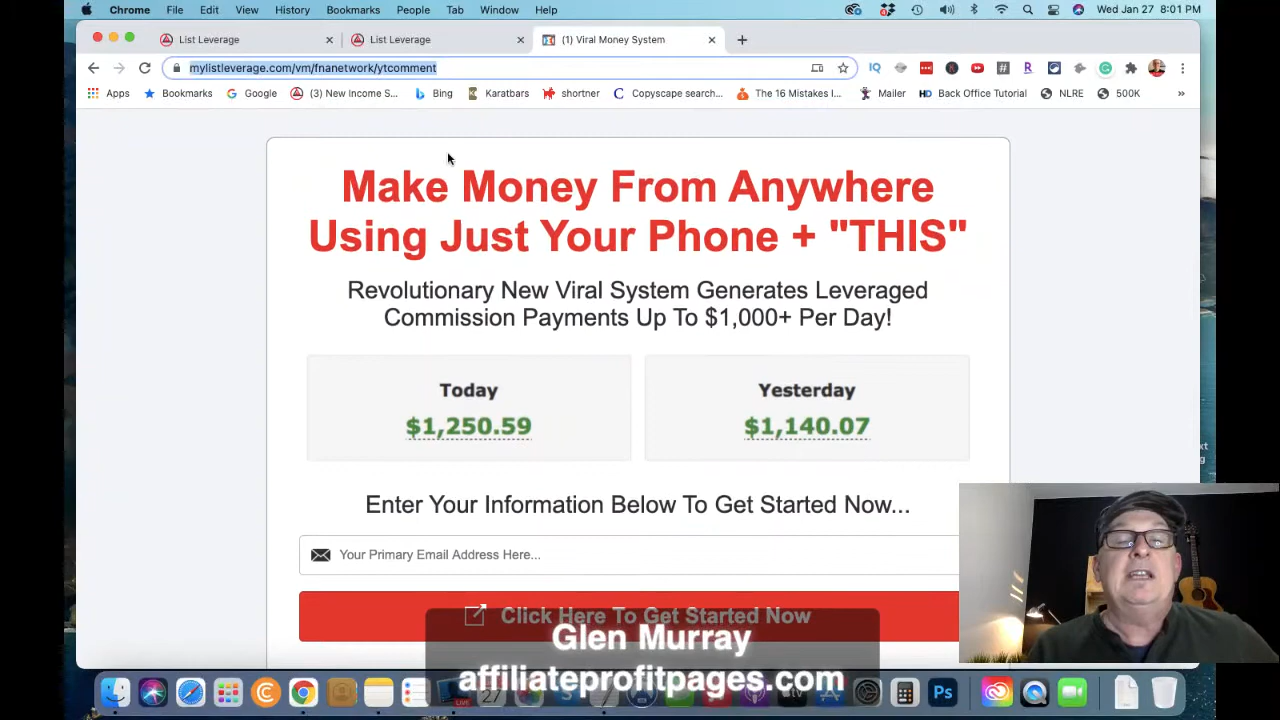 Chrome File Edit View History Bookmarks People Tab Window Help Wed Jan 27 8:01 PM
List Leverage List Leverage (1) Viral Money System
mylistleverage.com/vm/fnanetwork/ytcomment
Apps Bookmarks Google (3) New Income S... Bing Karatbars shortner Copyscape search... The 16 Mistakes I... Mailer Back Office Tutorial NLRE 500K
Make Money From Anywhere
Using Just Your Phone + "THIS"
Revolutionary New Viral System Generates Leveraged
Commission Payments Up To $1,000+ Per Day!
Today Yesterday
$1,250.59 $1,140.07
Enter Your Information Below To Get Started Now...
Your Primary Email Address Here...
Click Here To Get Started Now
Glen Murray
affiliateprofitpages.com